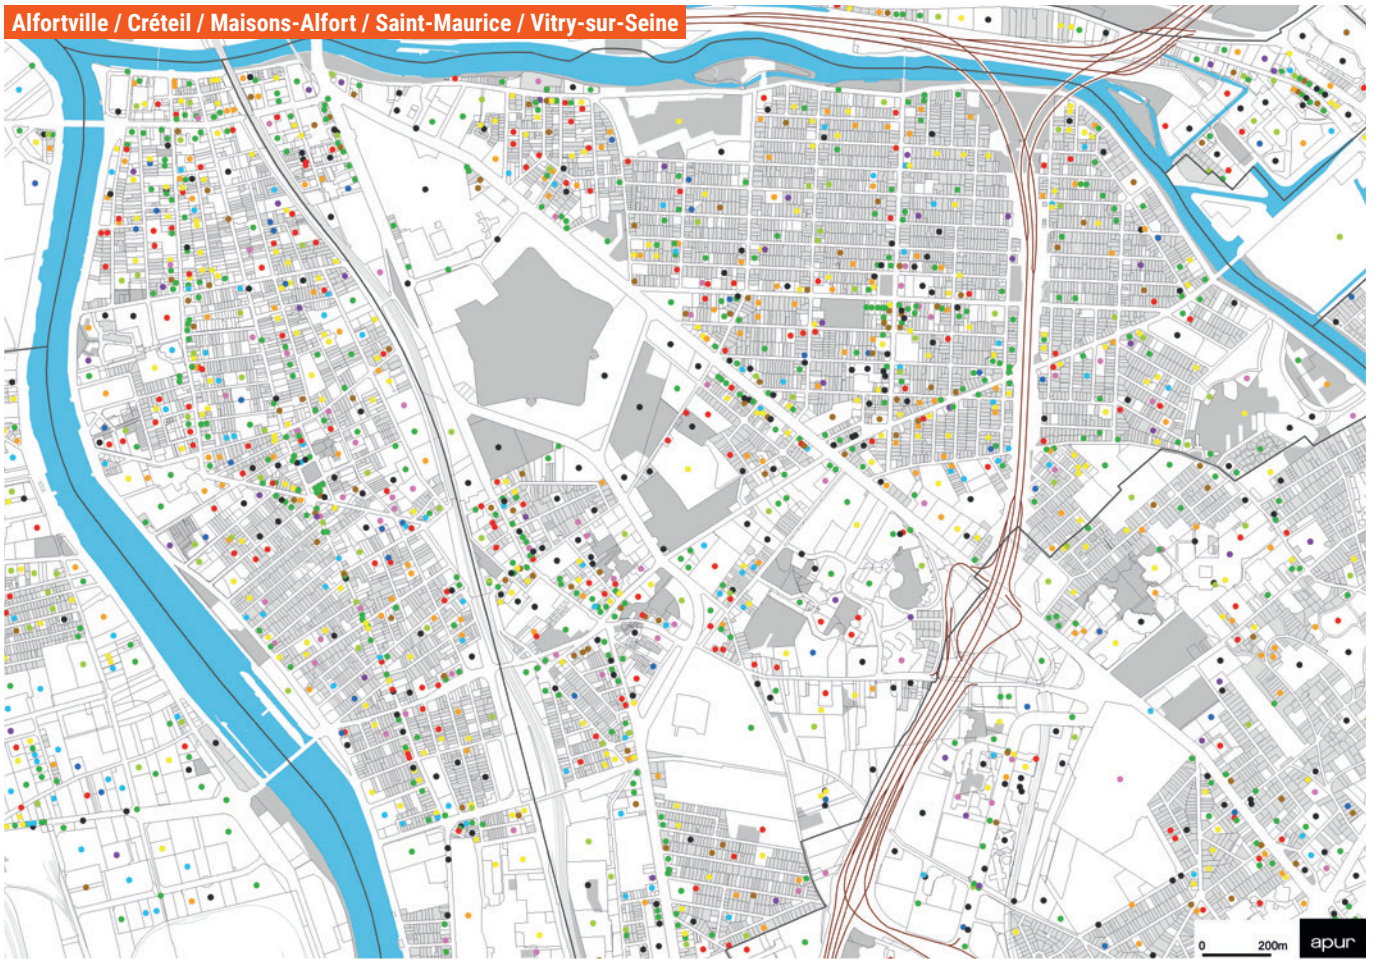 Alfortville / Créteil / Maisons-Alfort / Saint-Maurice / Vitry-sur-Seine
0 200m
apur